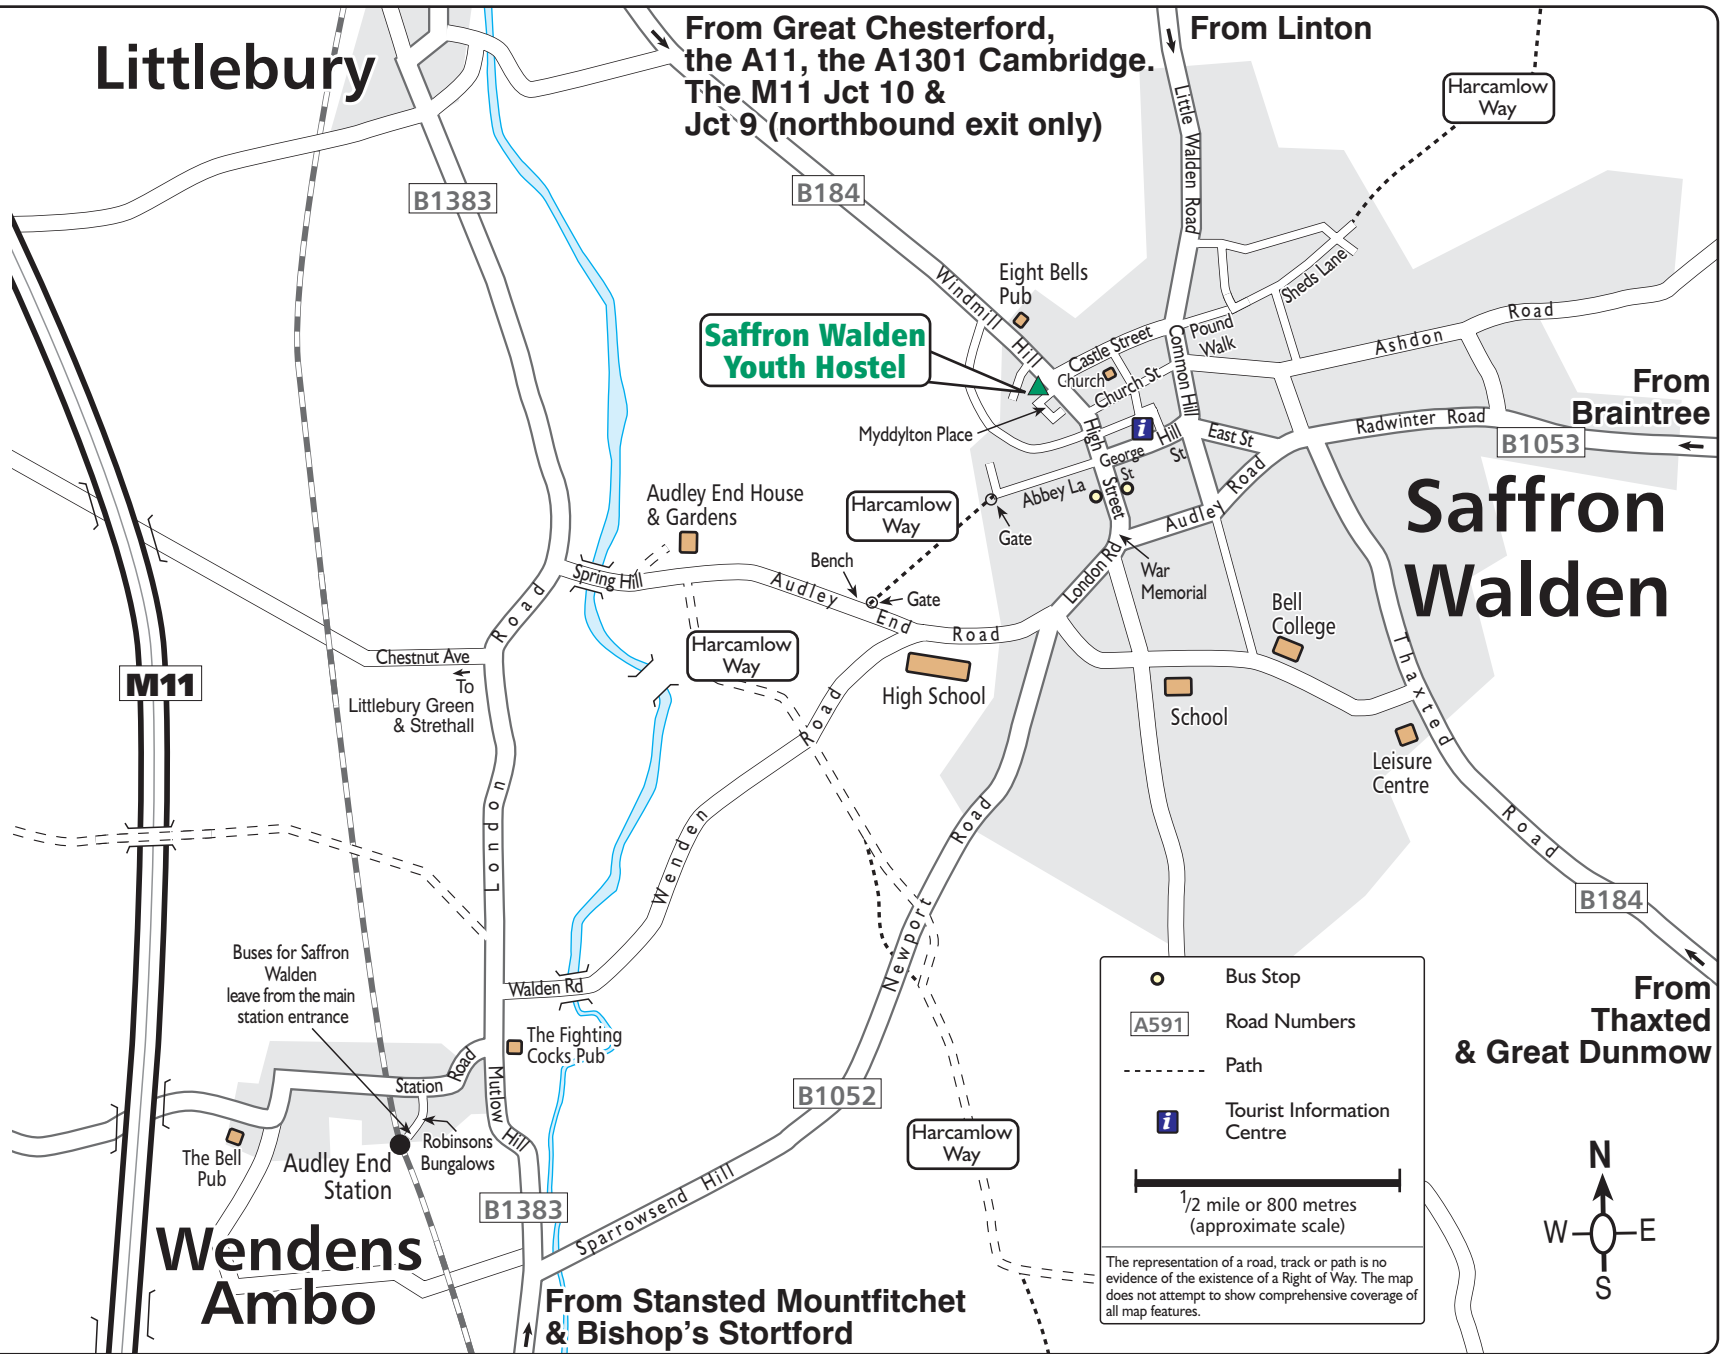 Littlebury
From Great Chesterford,
the A11, the A1301 Cambridge.
The M11 Jct 10 &
Jct 9 (northbound exit only)
From Linton
Harcamlow
Way
Little Walden Road
B1383
B184
Windmill Hill
Eight Bells
Pub
Saffron Walden
Youth Hostel
Castle Street
Pound
Walk
Sheds Lane
Common Hill
Church
Church St
Ashdon Road
From
Braintree
Radwinter Road
B1053
Myddylton Place
High Street
i
Hill
St
East St
George
St
Abbey La
Audley Road
Saffron
Walden
Audley End House
& Gardens
Harcamlow
Way
Gate
Bench
Gate
War
Memorial
London Rd
Spring Hill
Audley End Road
Bell
College
Harcamlow
Way
High School
School
Leisure
Centre
Thaxted Road
Chestnut Ave
To
Littlebury Green
& Strethall
M11
London Road
Wenden Road
Newport Road
B184
From
Thaxted
& Great Dunmow
Buses for Saffron
Walden
leave from the main
station entrance
Walden Rd
The Fighting
Cocks Pub
Station Road
Mutlow Hill
Robinsons
Bungalows
The Bell
Pub
Audley End
Station
B1052
Harcamlow
Way
B1383
Sparrowsend Hill
Wendens
Ambo
From Stansted Mountfitchet
& Bishop's Stortford
Bus Stop
A591
Road Numbers
Path
i
Tourist Information
Centre
1/2 mile or 800 metres
(approximate scale)
The representation of a road, track or path is no
evidence of the existence of a Right of Way. The map
does not attempt to show comprehensive coverage of
all map features.
N
W
E
S